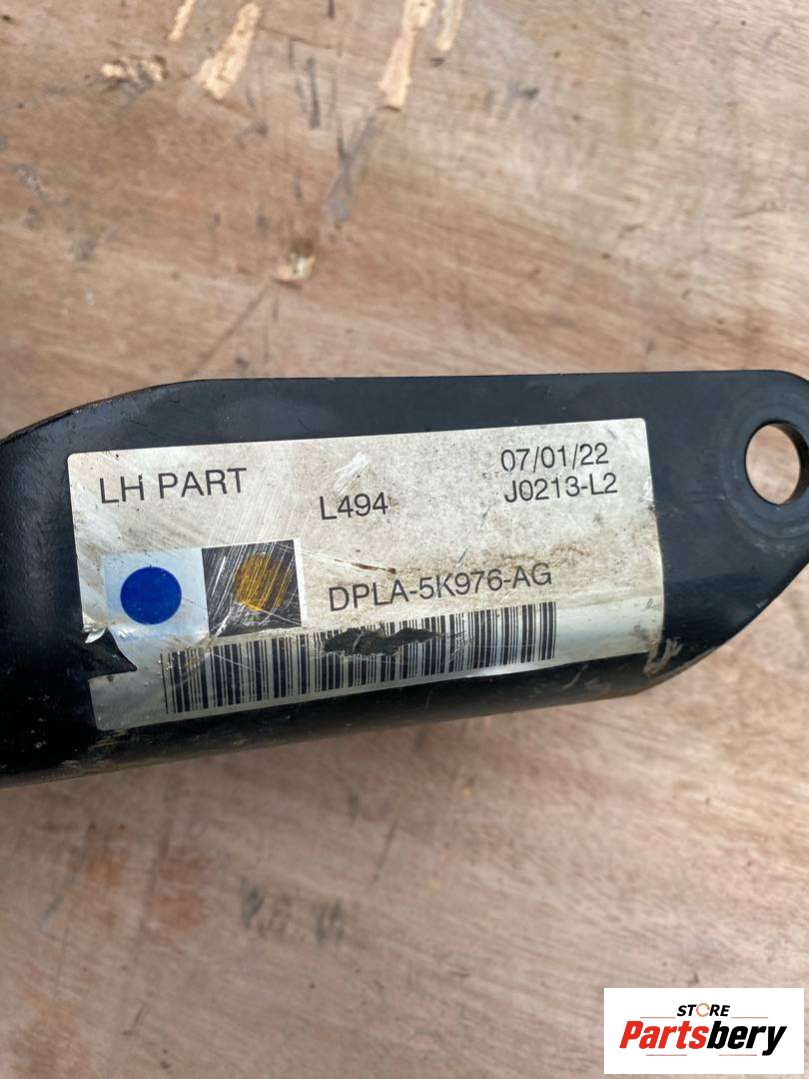 LH PART
07/01/22
L494
J0213-L2
DPLA-5K976-AG
STORE
Partsbery